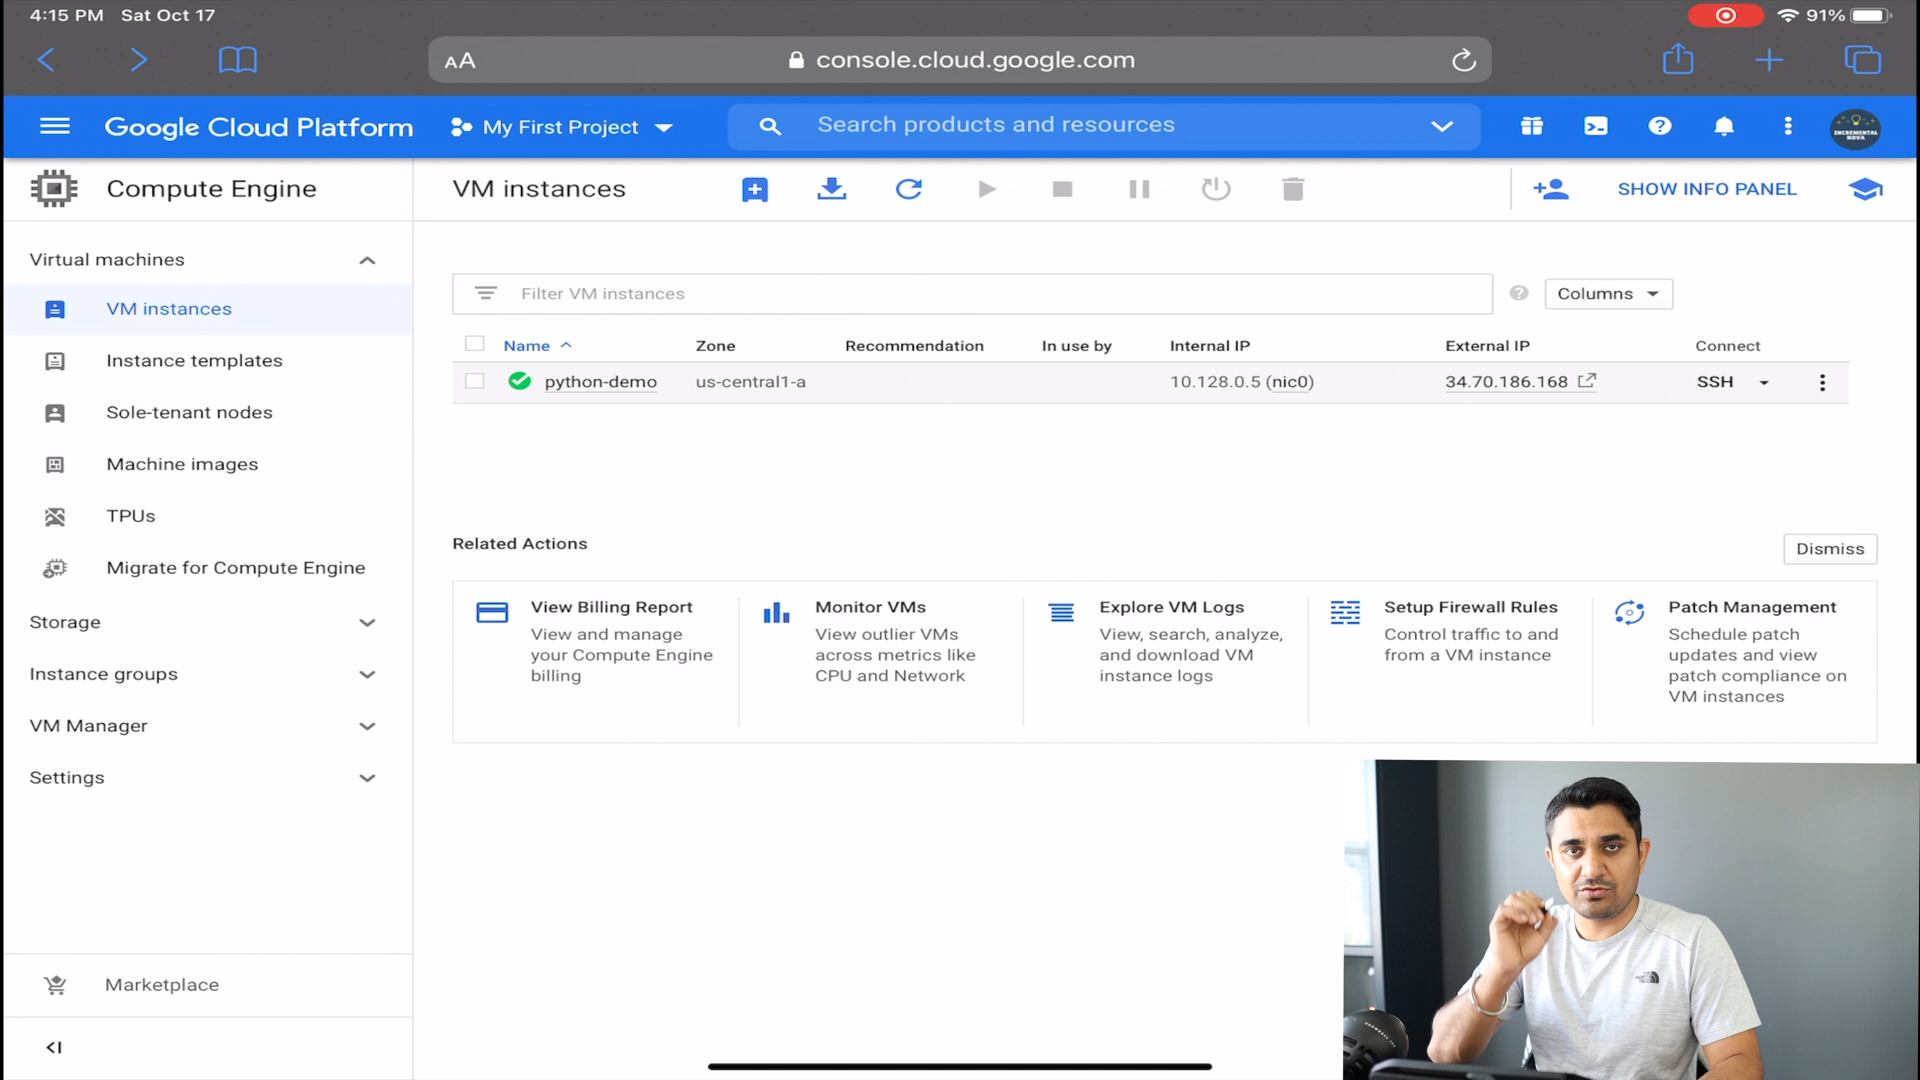 4:15 PM Sat Oct 17
91%
AA
console.cloud.google.com
Google Cloud Platform
My First Project
Search products and resources
INCREMENTAL
NOVA
Compute Engine
VM instances
SHOW INFO PANEL
Virtual machines
VM instances
Instance templates
Sole-tenant nodes
Machine images
TPUs
Migrate for Compute Engine
Storage
Instance groups
VM Manager
Settings
Marketplace
Filter VM instances
Columns
Name Zone Recommendation In use by Internal IP External IP Connect
python-demo us-central1-a 10.128.0.5 (nic0) 34.70.186.168 SSH
Related Actions
Dismiss
View Billing Report
View and manage
your Compute Engine
billing
Monitor VMs
View outlier VMs
across metrics like
CPU and Network
Explore VM Logs
View, search, analyze,
and download VM
instance logs
Setup Firewall Rules
Control traffic to and
from a VM instance
Patch Management
Schedule patch
updates and view
patch compliance on
VM instances